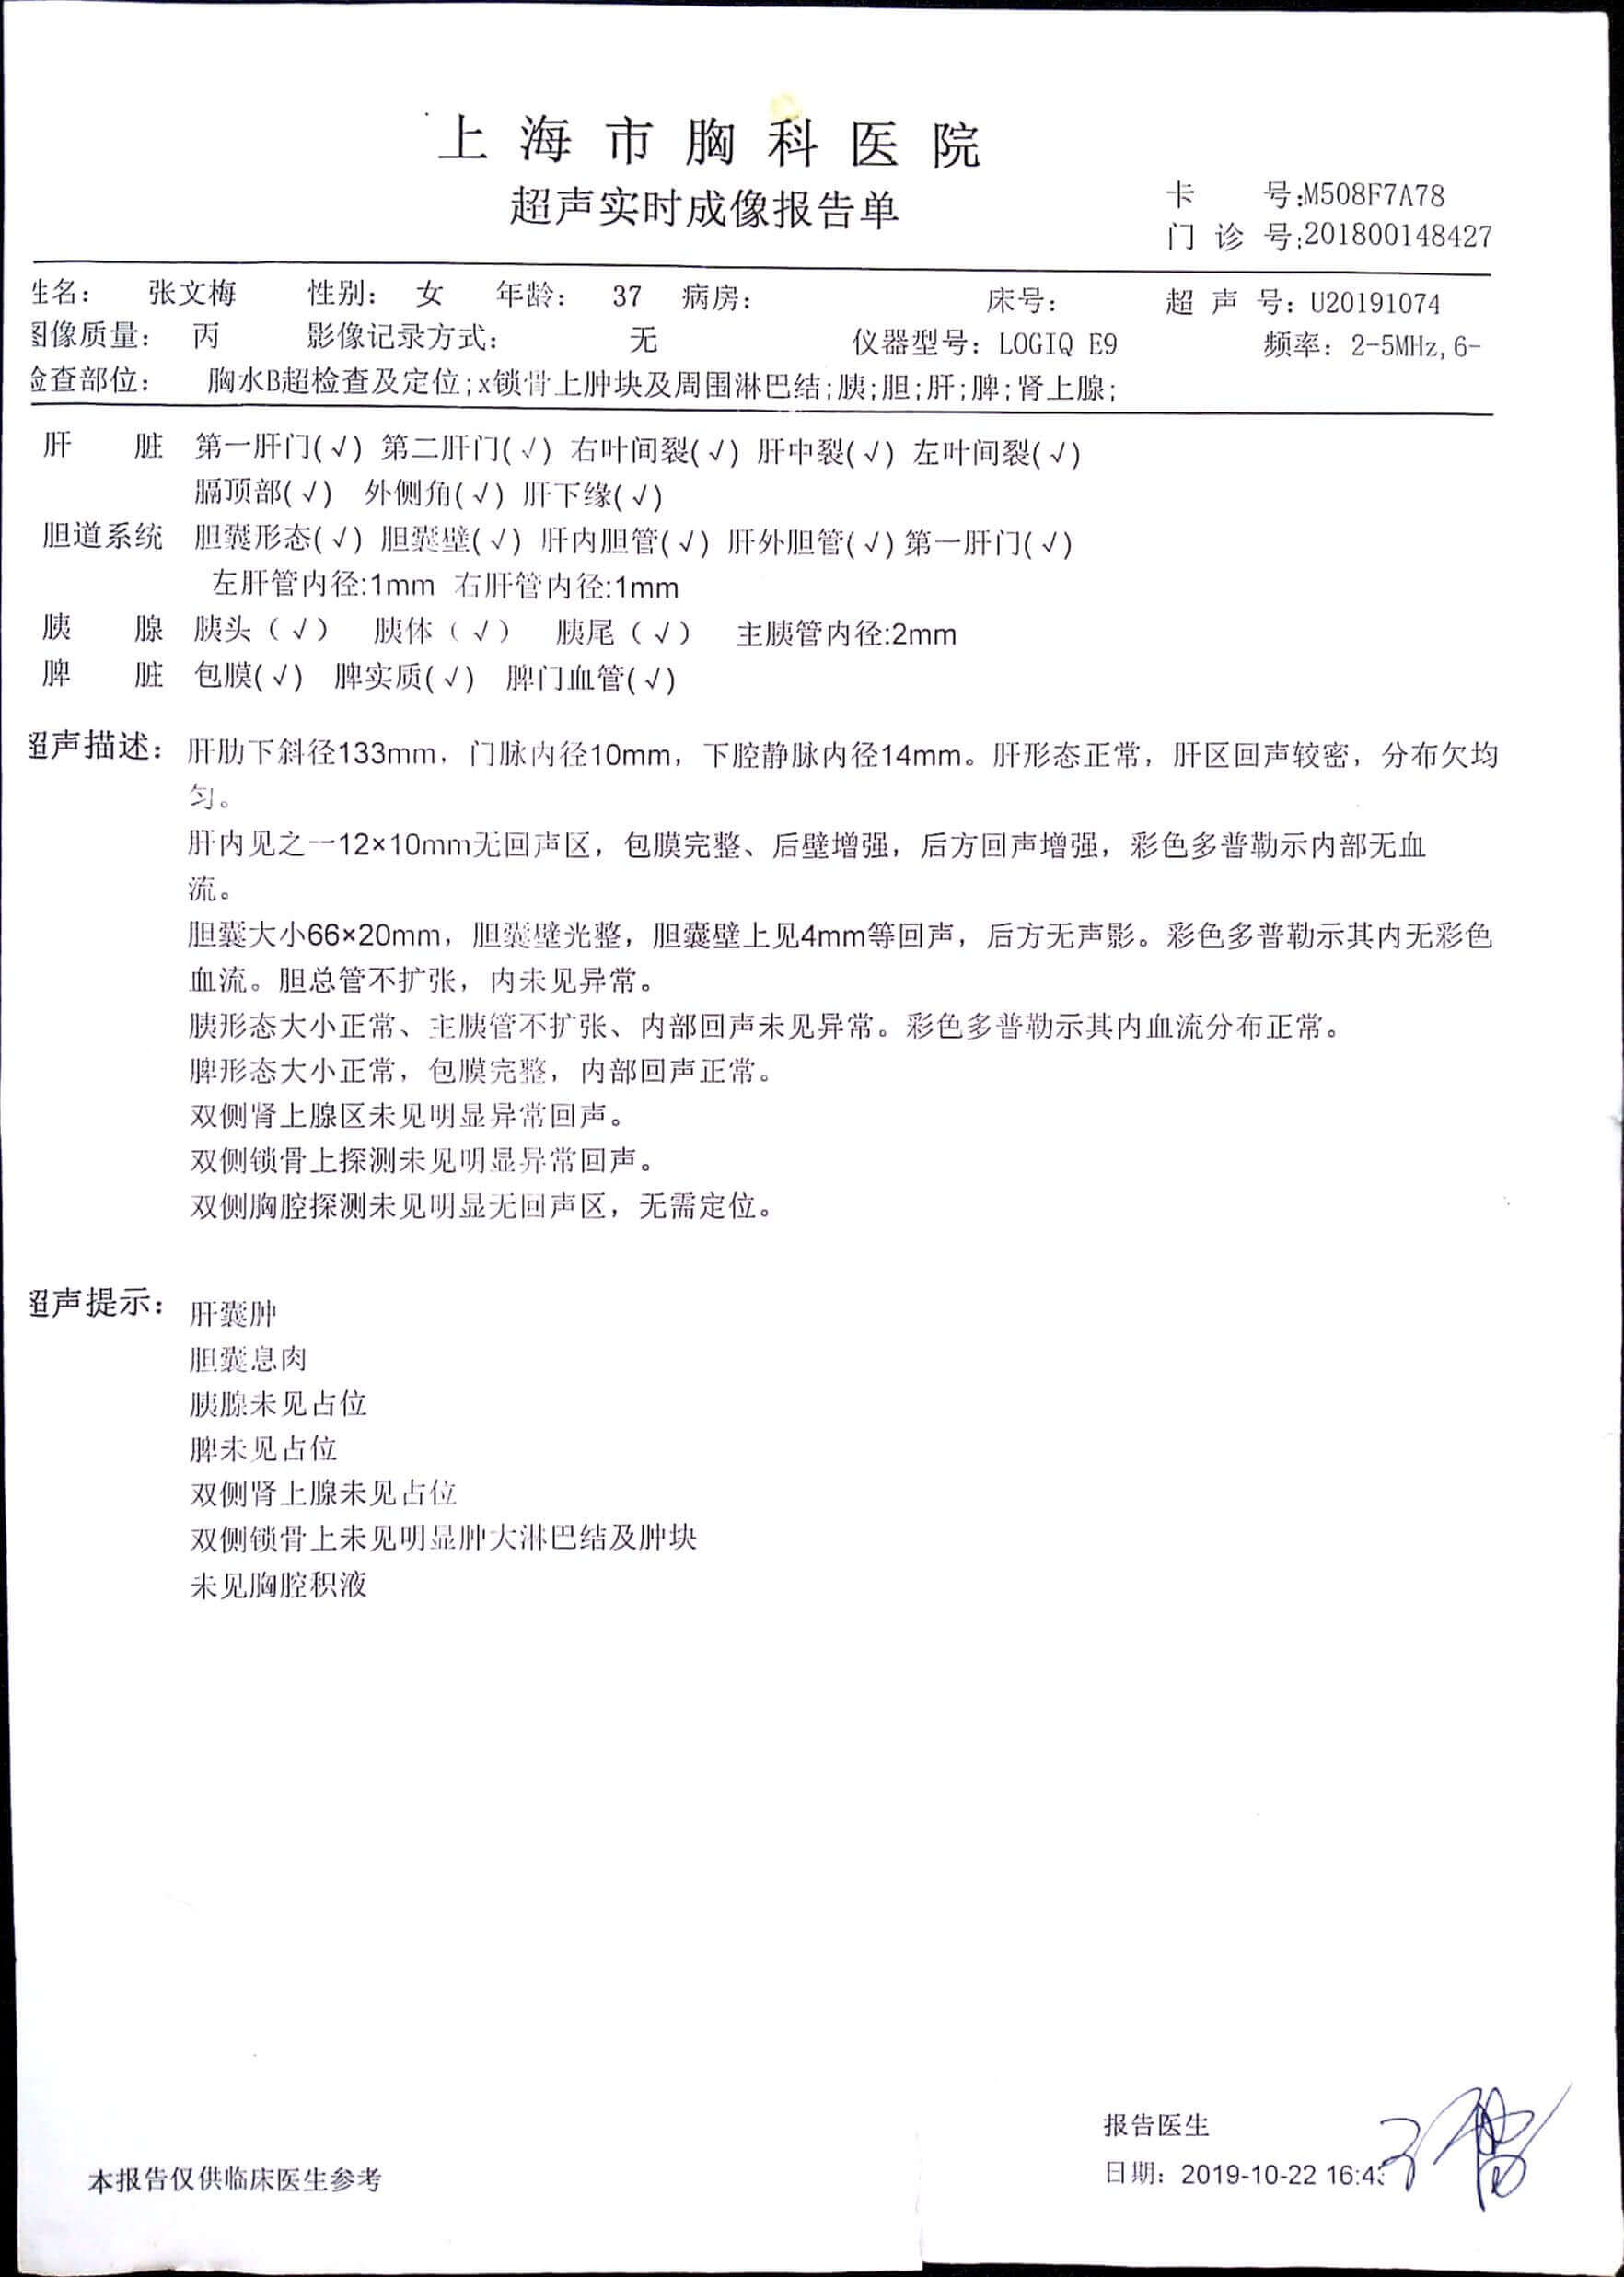 上海市胸科医院
超声实时成像报告单
卡 号:M508F7A78
门 诊 号:201800148427
姓名： 张文梅 性别： 女 年龄： 37 病房： 床号： 超 声 号：U20191074
图像质量： 丙 影像记录方式： 无 仪器型号：LOGIQ E9 频率：2-5MHz,6-
检查部位： 胸水B超检查及定位;x锁骨上肿块及周围淋巴结;胰;胆;肝;脾;肾上腺;
肝 脏 第一肝门(√) 第二肝门(√) 右叶间裂(√) 肝中裂(√) 左叶间裂(√)
膈顶部(√) 外侧角(√) 肝下缘(√)
胆道系统 胆囊形态(√) 胆囊壁(√) 肝内胆管(√) 肝外胆管(√) 第一肝门(√)
左肝管内径:1mm 右肝管内径:1mm
胰 腺 胰头（√） 胰体（√） 胰尾（√） 主胰管内径:2mm
脾 脏 包膜(√) 脾实质(√) 脾门血管(√)
超声描述： 肝肋下斜径133mm，门脉内径10mm，下腔静脉内径14mm。肝形态正常，肝区回声较密，分布欠均
匀。
肝内见之一12×10mm无回声区，包膜完整、后壁增强，后方回声增强，彩色多普勒示内部无血
流。
胆囊大小66×20mm，胆囊壁光整，胆囊壁上见4mm等回声，后方无声影。彩色多普勒示其内无彩色
血流。胆总管不扩张，内未见异常。
胰形态大小正常、主胰管不扩张、内部回声未见异常。彩色多普勒示其内血流分布正常。
脾形态大小正常，包膜完整，内部回声正常。
双侧肾上腺区未见明显异常回声。
双侧锁骨上探测未见明显异常回声。
双侧胸腔探测未见明显无回声区，无需定位。
超声提示： 肝囊肿
胆囊息肉
胰腺未见占位
脾未见占位
双侧肾上腺未见占位
双侧锁骨上未见明显肿大淋巴结及肿块
未见胸腔积液
报告医生
日期：2019-10-22 16:4
本报告仅供临床医生参考